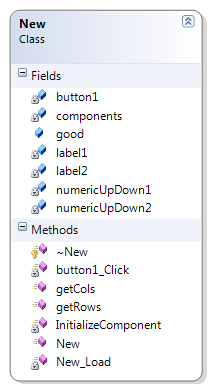 New
Class
Fields
button1
components
good
label1
label2
numericUpDown1
numericUpDown2
Methods
~New
button1_Click
getCols
getRows
InitializeComponent
New
New_Load